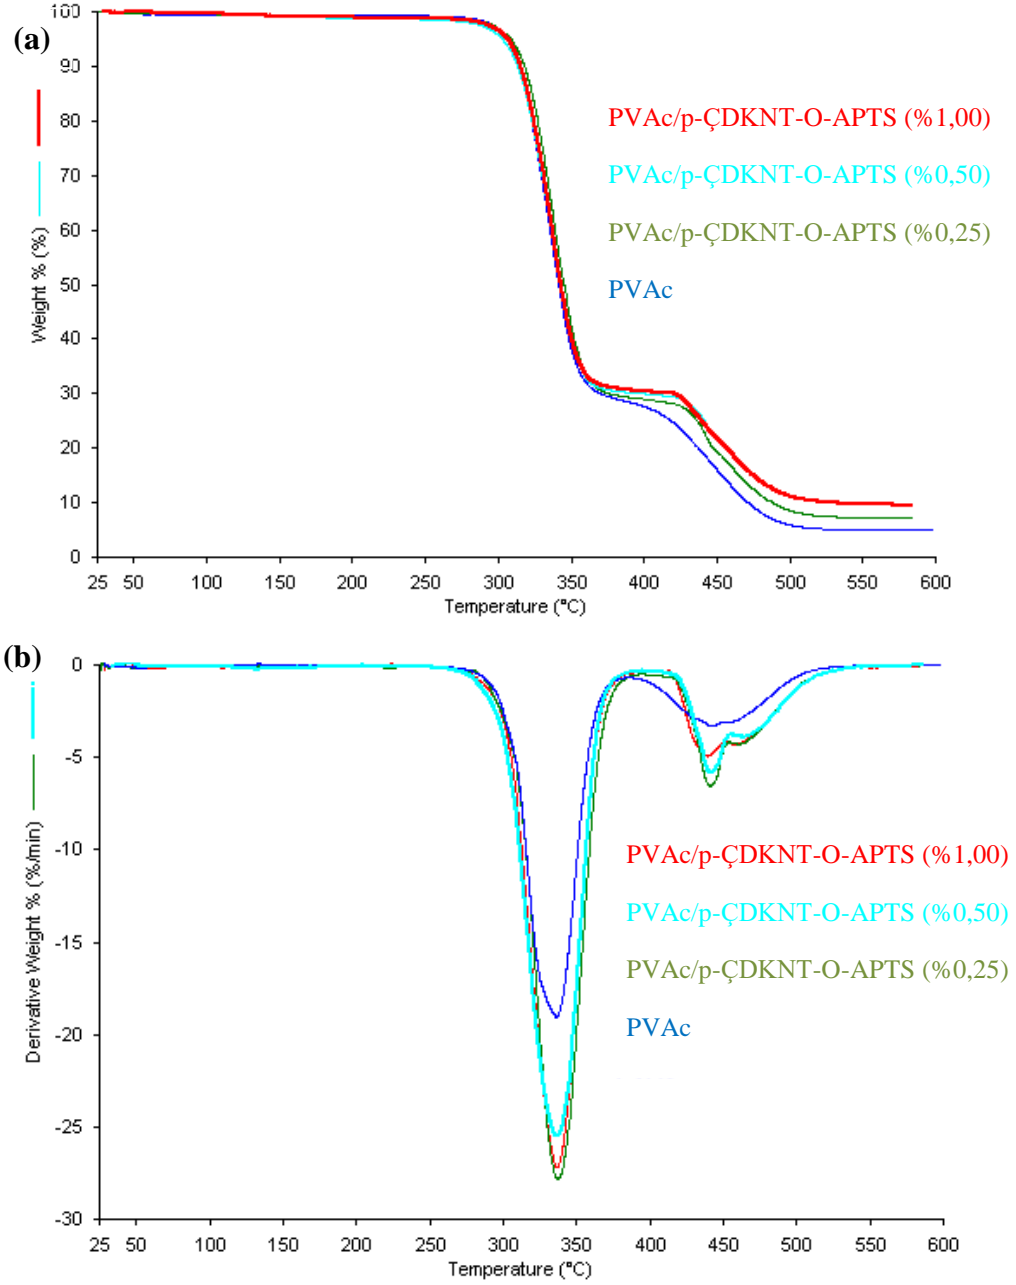 (a)
100
90
80
70
60
50
40
30
20
10
0
Weight % (%)
PVAc/p-ÇDKNT-O-APTS (%1,00)
PVAc/p-ÇDKNT-O-APTS (%0,50)
PVAc/p-ÇDKNT-O-APTS (%0,25)
PVAc
25 50 100 150 200 250 300 350 400 450 500 550 600
Temperature (°C)
(b)
0
-5
-10
-15
-20
-25
-30
Derivative Weight % (%/min)
PVAc/p-ÇDKNT-O-APTS (%1,00)
PVAc/p-ÇDKNT-O-APTS (%0,50)
PVAc/p-ÇDKNT-O-APTS (%0,25)
PVAc
25 50 100 150 200 250 300 350 400 450 500 550 600
Temperature (°C)